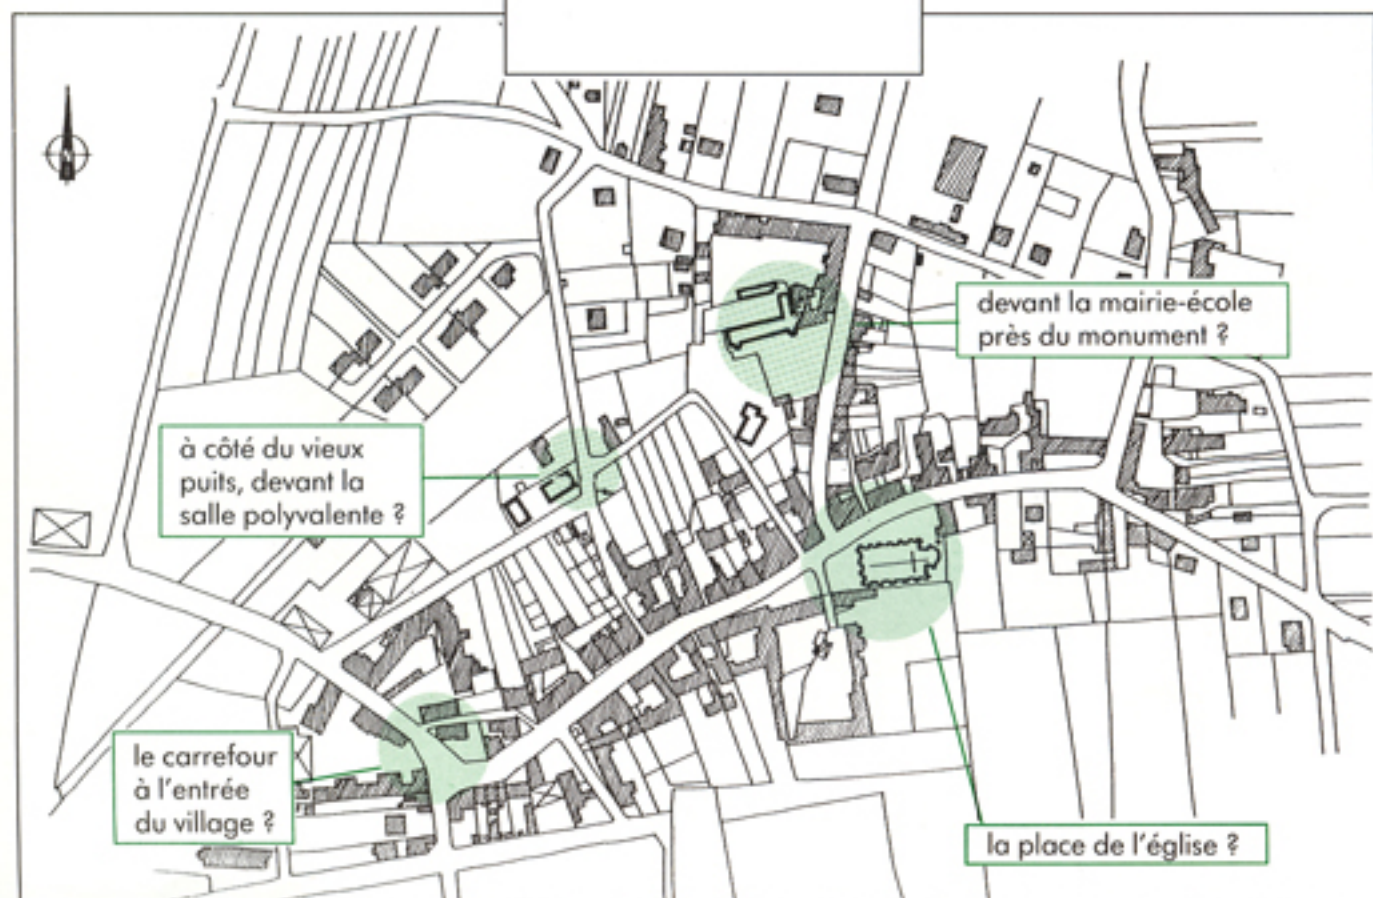 devant la mairie-école
près du monument ?
à côté du vieux
puits, devant la
salle polyvalente ?
le carrefour
à l'entrée
du village ?
la place de l'église ?